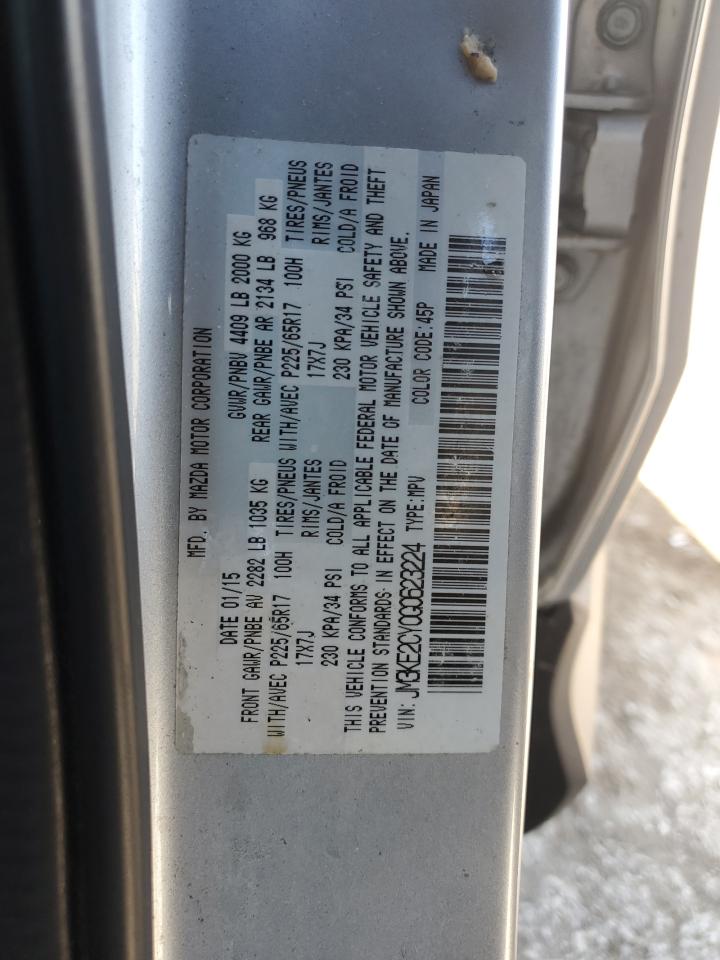 MFD. BY MAZDA MOTOR CORPORATION
DATE 01/15 GVWR/PNBV 4409 LB 2000 KG
FRONT GAWR/PNBE AV 2282 LB 1035 KG REAR GAWR/PNBE AR 2134 LB 968 KG
WITH/AVEC P225/65R17 100H TIRES/PNEUS WITH/AVEC P225/65R17 100H TIRES/PNEUS
17X7J RIMS/JANTES 17X7J RIMS/JANTES
230 KPA/34 PSI COLD/A FROID 230 KPA/34 PSI COLD/A FROID
THIS VEHICLE CONFORMS TO ALL APPLICABLE FEDERAL MOTOR VEHICLE SAFETY AND THEFT
PREVENTION STANDARDS IN EFFECT ON THE DATE OF MANUFACTURE SHOWN ABOVE.
VIN: JM3KE2CY0G0623224 TYPE:MPV COLOR CODE:45P MADE IN JAPAN